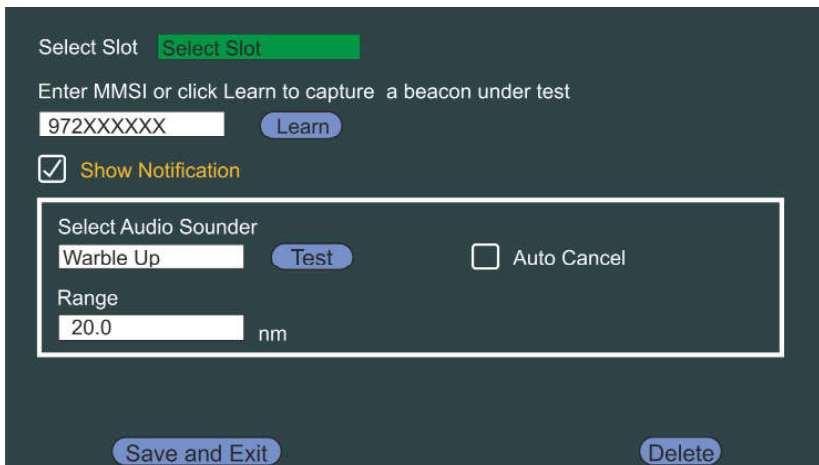 Select Slot Select Slot
Enter MMSI or click Learn to capture a beacon under test
972XXXXXX Learn
Show Notification
Select Audio Sounder
Warble Up Test Auto Cancel
Range
20.0 nm
Save and Exit Delete